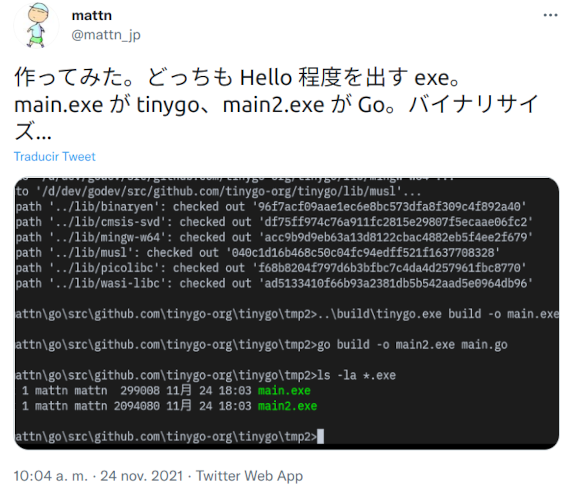 mattn
@mattn_jp
作ってみた。どっちも Hello 程度を出す exe。
main.exe が tinygo、main2.exe が Go。バイナリサイ
ズ...
Traducir Tweet
to '/d/dev/godev/src/github.com/tinygo-org/tinygo/lib/musl'...
path '../lib/binaryen': checked out '96f7acf09aae1ec6e8bc573dfa8f309c4f892a40'
path '../lib/cmsis-svd': checked out 'df75ff974c76a911fc2815e29807f5ecaae06fc2'
path '../lib/mingw-w64': checked out 'acc9b9d9eb63a13d8122cbac4882eb5f4ee2f679'
path '../lib/musl': checked out '040c1d16b468c50c04fc94edff521f1637708328'
path '../lib/picolibc': checked out 'f68b8204f797d6b3bfbc7c4da4d257961fbc8770'
path '../lib/wasi-libc': checked out 'ad5133410f66b93a2381db5b542aad5e0964db96'
attn\go\src\github.com\tinygo-org\tinygo\tmp2>..\build\tinygo.exe build -o main.exe
attn\go\src\github.com\tinygo-org\tinygo\tmp2>go build -o main2.exe main.go
attn\go\src\github.com\tinygo-org\tinygo\tmp2>ls -la *.exe
1 mattn mattn 299008 11月 24 18:03 main.exe
1 mattn mattn 2094080 11月 24 18:03 main2.exe
attn\go\src\github.com\tinygo-org\tinygo\tmp2>
10:04 a. m. · 24 nov. 2021 · Twitter Web App